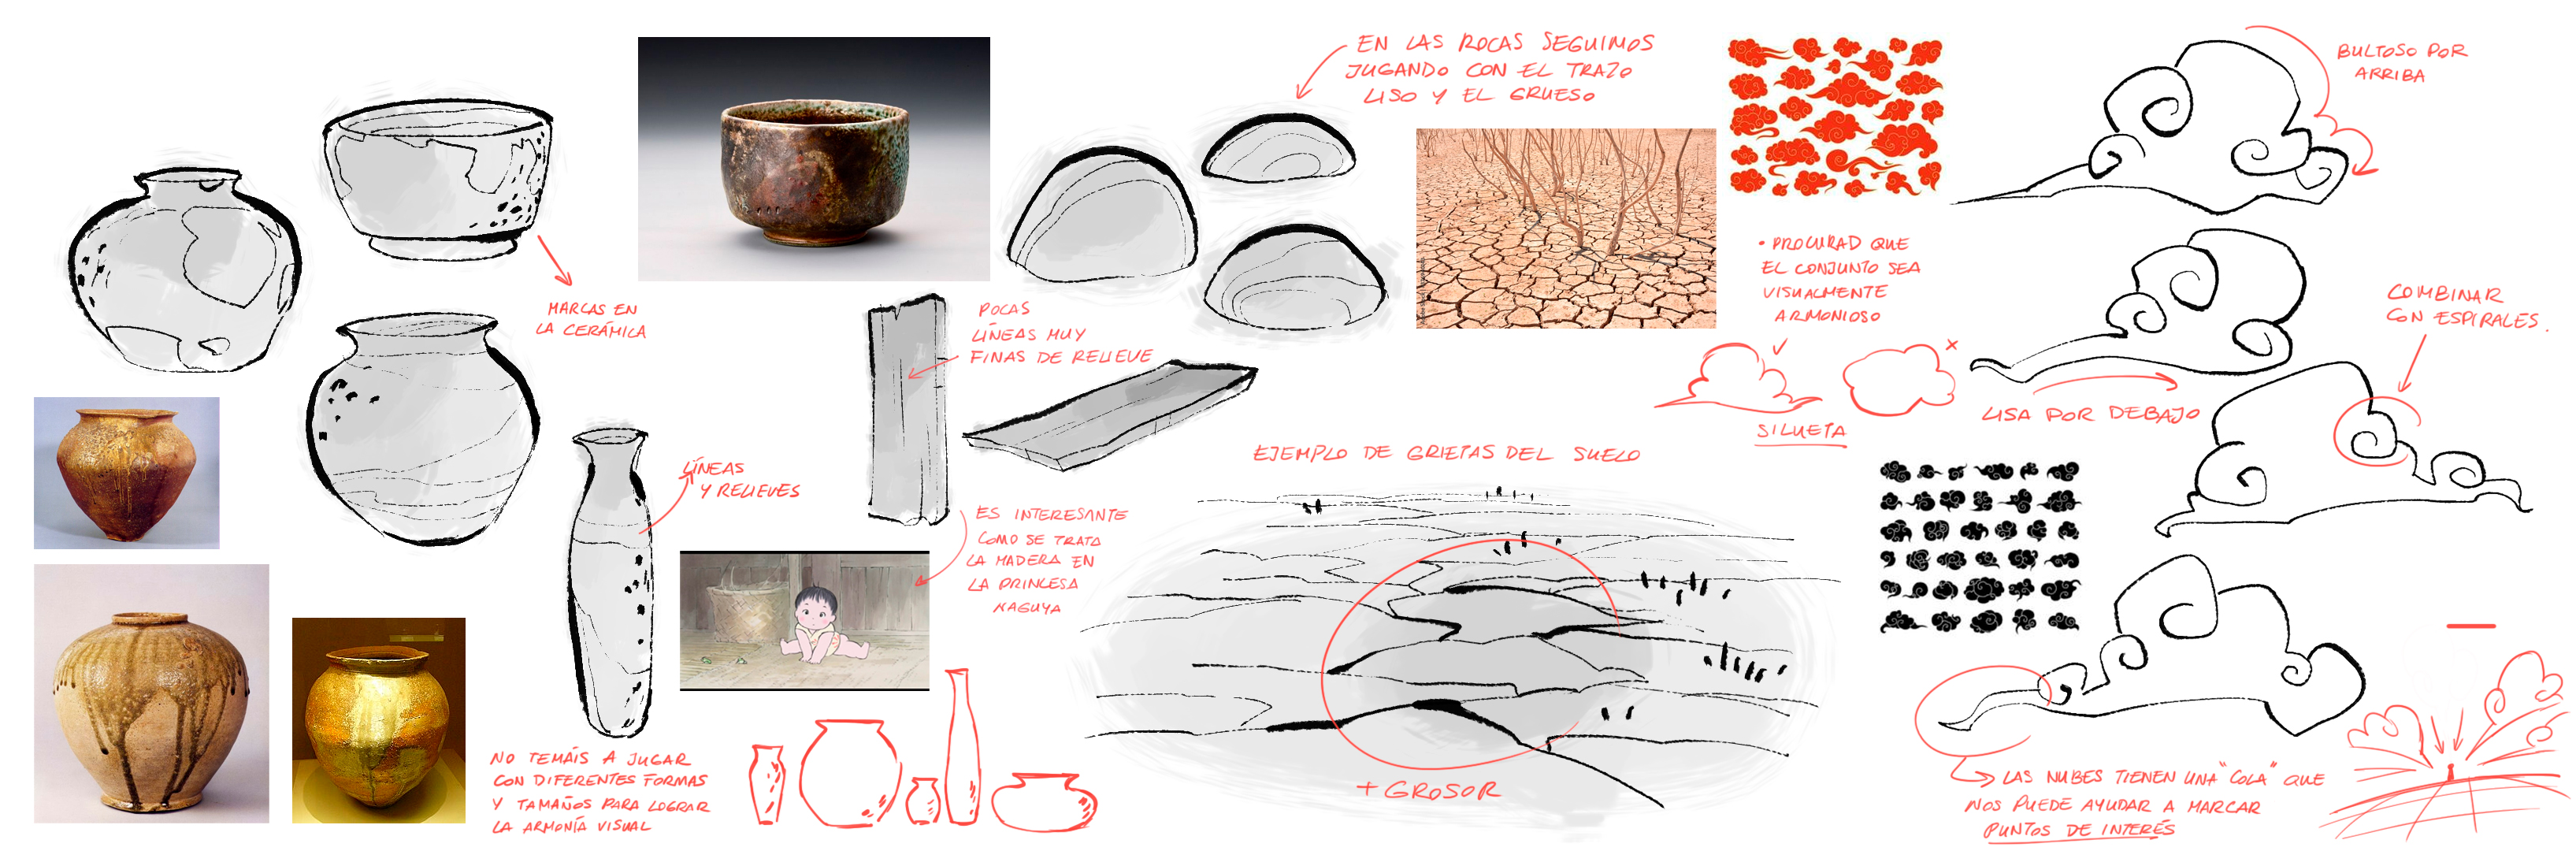 MARCAS EN
LA CERÁMICA
LÍNEAS
Y RELIEVES
NO TEMÁIS A JUGAR
CON DIFERENTES FORMAS
Y TAMAÑOS PARA LOGRAR
LA ARMONÍA VISUAL
POCAS
LÍNEAS MUY
FINAS DE RELIEVE
ES INTERESANTE
COMO SE TRATA
LA MADERA EN
LA PRINCESA
KAGUYA
EN LAS ROCAS SEGUIMOS
JUGANDO CON EL TRAZO
LISO Y EL GRUESO
EJEMPLO DE GRIETAS DEL SUELO
+ GROSOR
• PROCURAD QUE
EL CONJUNTO SEA
VISUALMENTE
ARMONIOSO
SILUETA
BULTOSO POR
ARRIBA
LISA POR DEBAJO
COMBINAR
CON ESPIRALES.
LAS NUBES TIENEN UNA "COLA" QUE
NOS PUEDE AYUDAR A MARCAR
PUNTOS DE INTERÉS